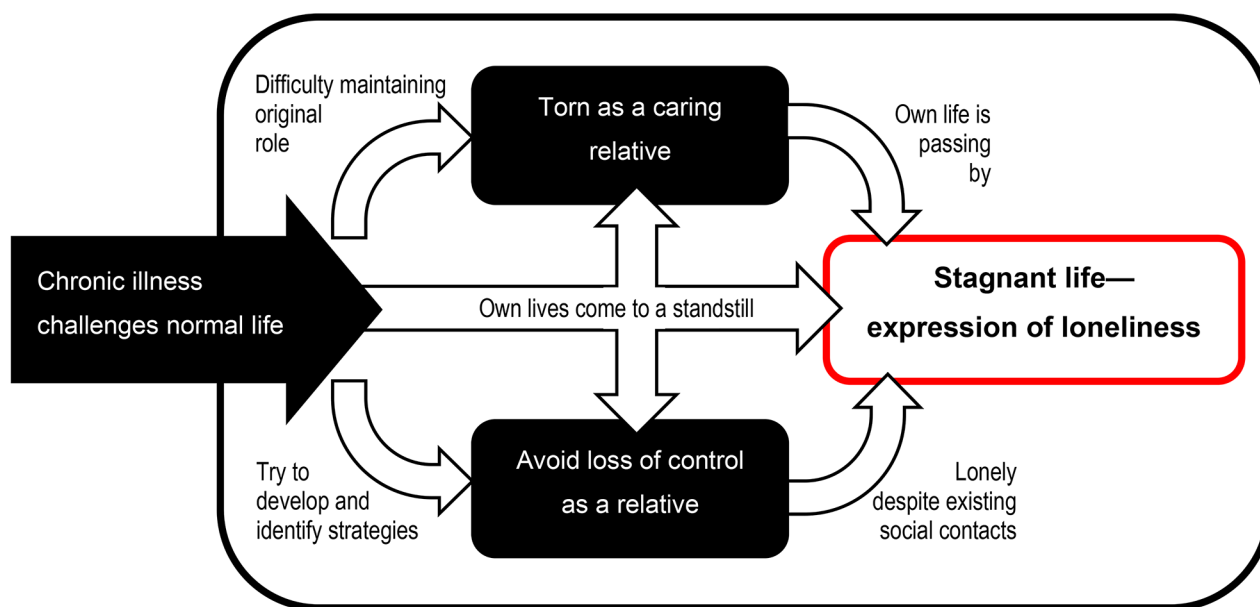 Difficulty maintaining
original
role
Torn as a caring
relative
Own life is
passing
by
Chronic illness
challenges normal life
Own lives come to a standstill
Stagnant life—
expression of loneliness
Try to
develop and
identify strategies
Avoid loss of control
as a relative
Lonely
despite existing
social contacts